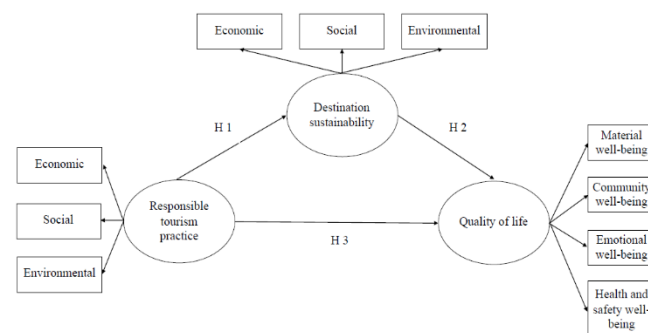 Economic
Social
Environmental
Destination
sustainability
H 1
H 2
Material
well-being
Economic
Community
well-being
Social
Responsible
tourism
practice
Quality of life
H 3
Emotional
well-being
Environmental
Health and
safety well-
being